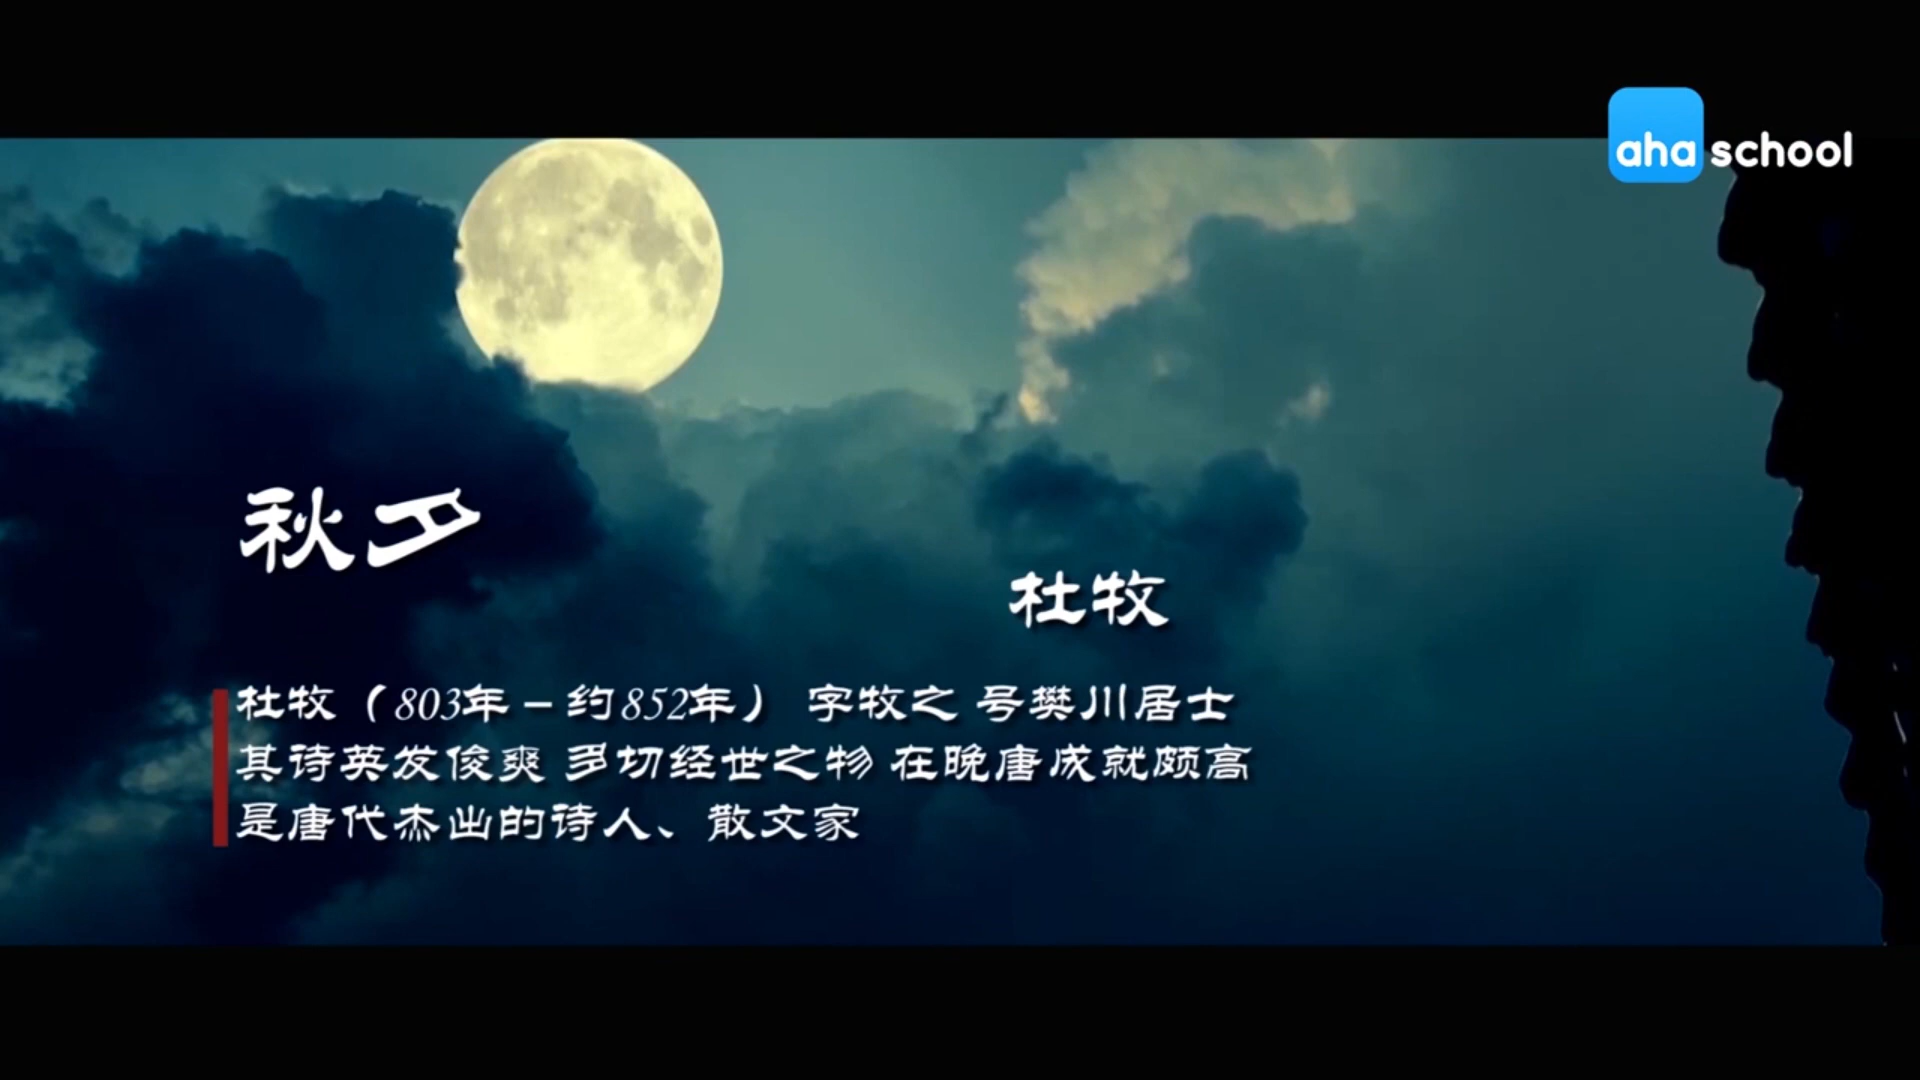 aha school
秋夕
杜牧
杜牧（803年－约852年） 字牧之 号樊川居士
其诗英发俊爽 多切经世之物 在晚唐成就颇高
是唐代杰出的诗人、散文家